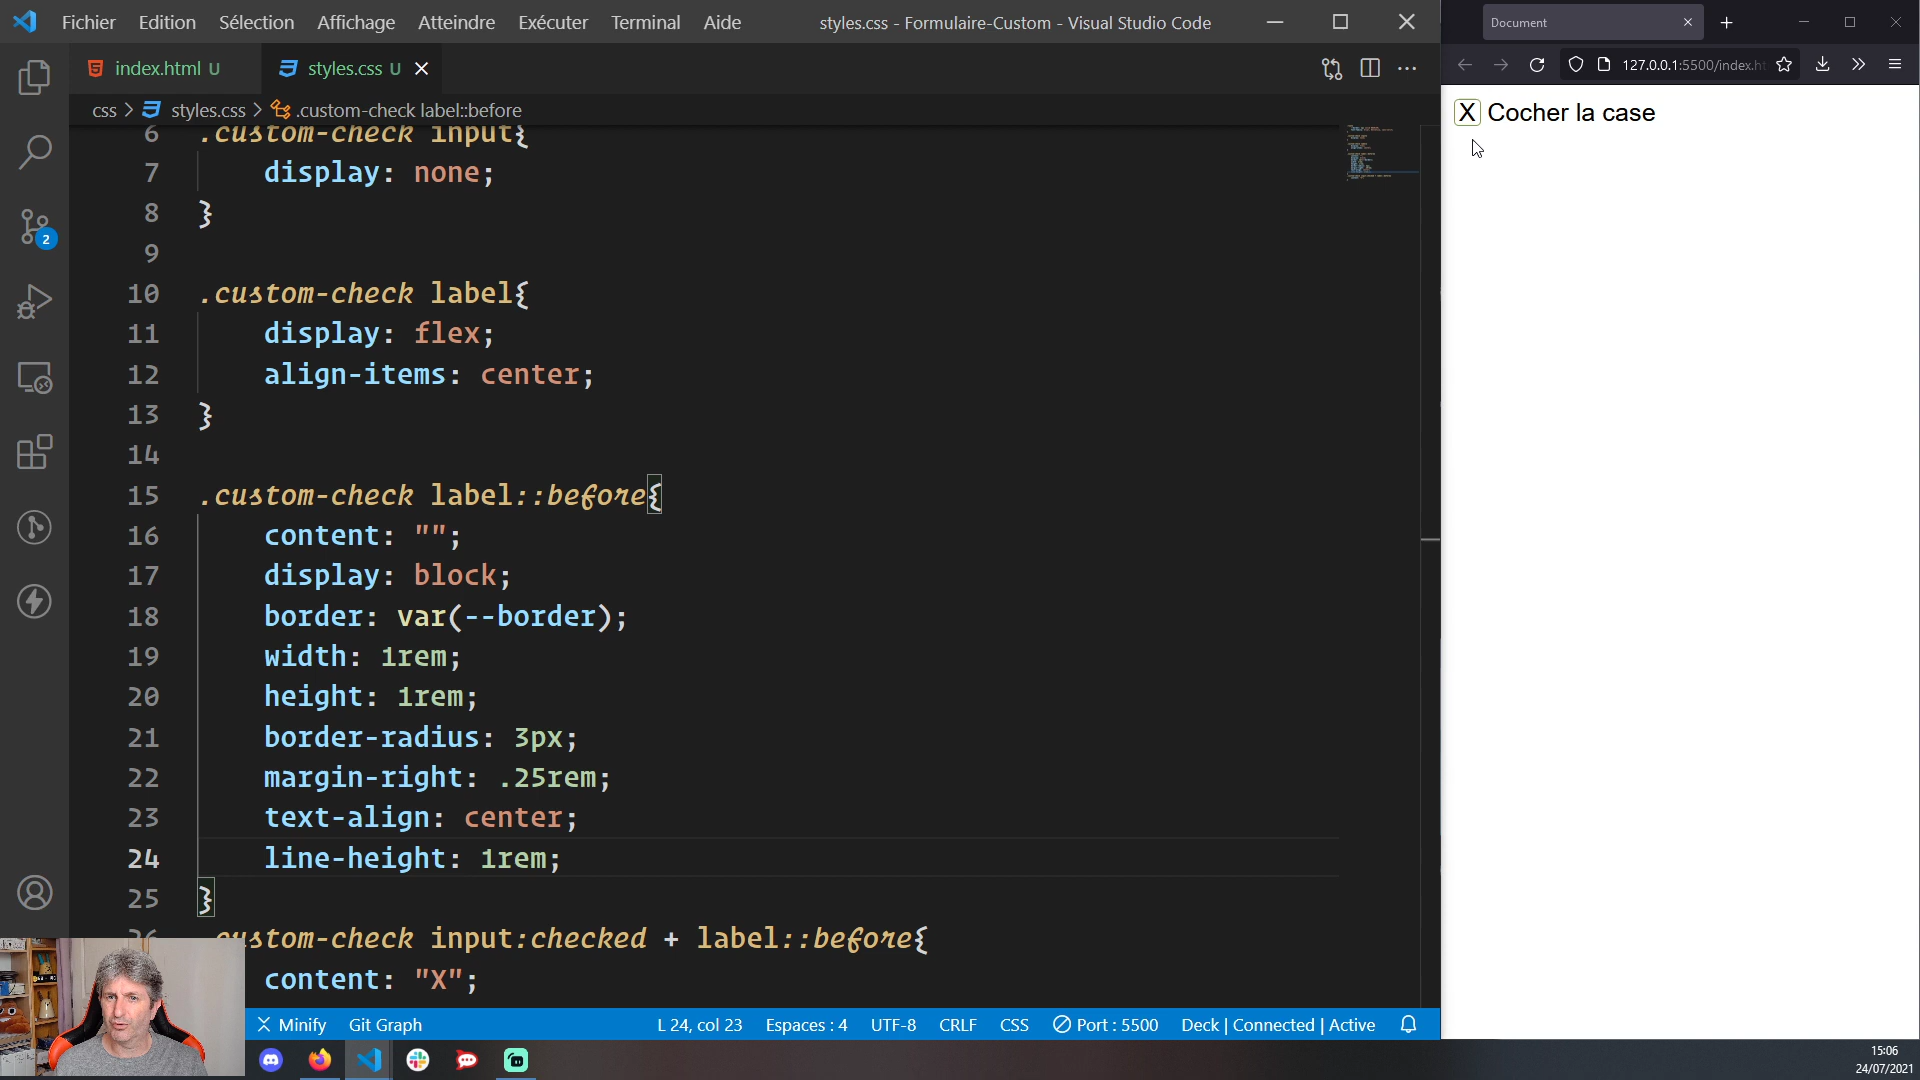 Fichier Edition Sélection Affichage Atteindre Exécuter Terminal Aide
styles.css - Formulaire-Custom - Visual Studio Code
Document
index.html U
styles.css U
127.0.0.1:5500/index.ht
css > styles.css > .custom-check label::before
X Cocher la case
6 .custom-check input{
7 display: none;
8 }
9
10 .custom-check label{
11 display: flex;
12 align-items: center;
13 }
14
15 .custom-check label::before{
16 content: "";
17 display: block;
18 border: var(--border);
19 width: 1rem;
20 height: 1rem;
21 border-radius: 3px;
22 margin-right: .25rem;
23 text-align: center;
24 line-height: 1rem;
25 }
26 .custom-check input:checked + label::before{
content: "X";
2
Minify Git Graph L 24, col 23 Espaces : 4 UTF-8 CRLF CSS Port : 5500 Deck | Connected | Active
15:06
24/07/2021